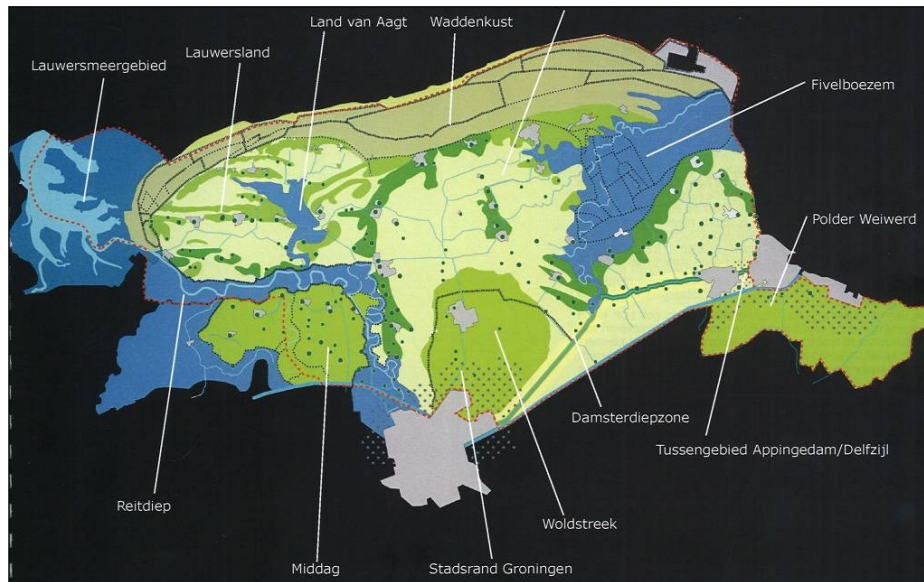 Land van Aagt
Waddenkust
Lauwersland
Lauwersmeergebied
Fivelboezem
Polder Weiwerd
Damsterdiepzone
Tussengebied Appingedam/Delfzijl
Reitdiep
Woldstreek
Middag
Stadsrand Groningen